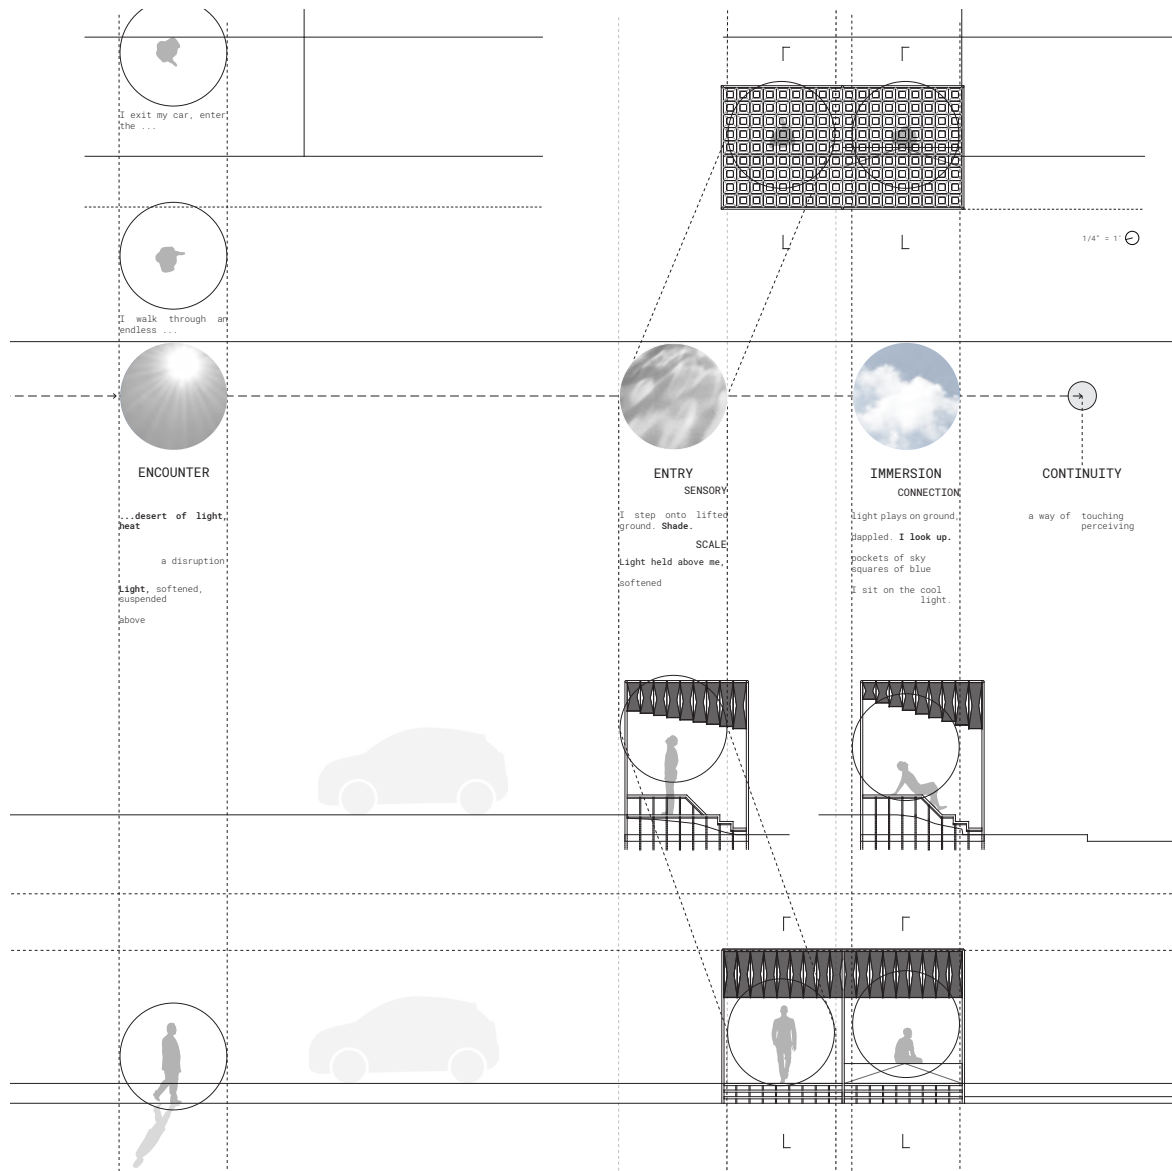 I exit my car, enter
the ...
1/4" = 1'
I walk through an
endless ...
ENCOUNTER
...desert of light,
heat
a disruption
Light, softened,
suspended
above
ENTRY
SENSORY
I step onto lifted
ground. Shade.
SCALE
Light held above me,
softened
IMMERSION
CONNECTION
light plays on ground,
dappled. I look up.
pockets of sky
squares of blue
I sit on the cool
light.
CONTINUITY
a way of touching
perceiving